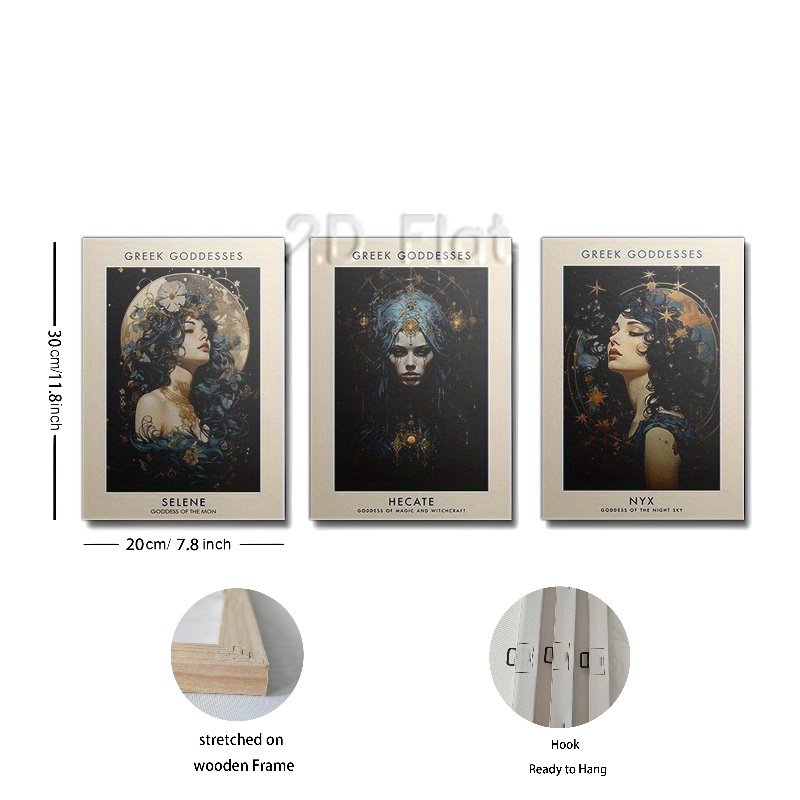 2D Flat
GREEK GODDESSES
GREEK GODDESSES
GREEK GODDESSES
30cm/11.8inch
SELENE
GODDESS OF THE MON
HECATE
GODDESS OF MAGIC AND WITCHCRAFT
NYX
GODDESS OF THE NIGHT SKY
20cm/ 7.8 inch
stretched on
wooden Frame
Hook
Ready to Hang